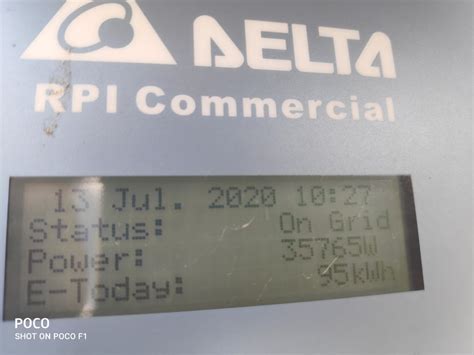 DELTA
RPI Commercial
13 Jul. 2020 10:27
Status: On Grid
Power: 35765W
E-Today: 95kWh
POCO
SHOT ON POCO F1